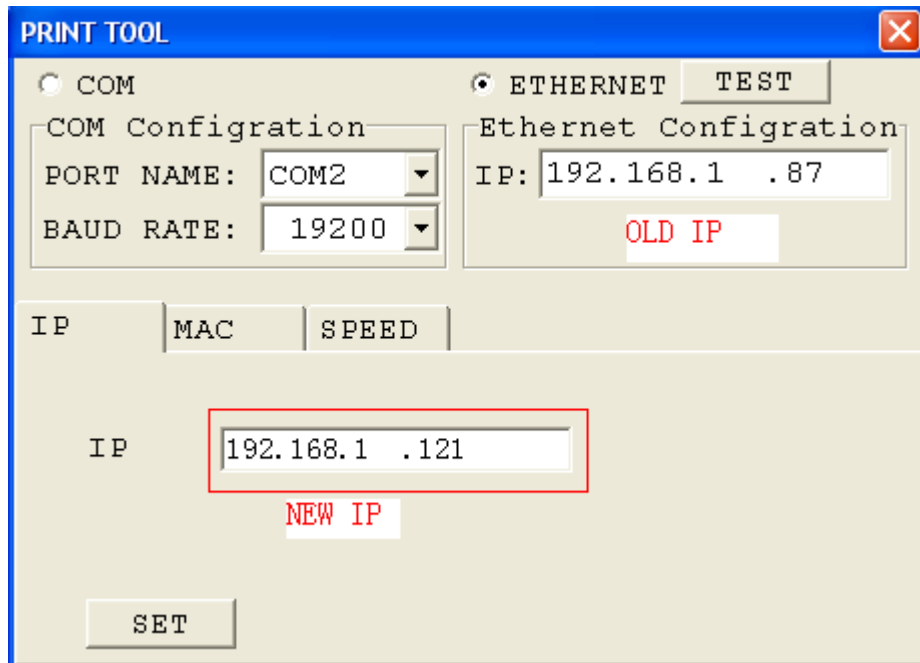 PRINT TOOL
COM
ETHERNET TEST
COM Configration
Ethernet Configration
PORT NAME: COM2
IP: 192.168.1 .87
BAUD RATE: 19200
OLD IP
IP MAC SPEED
IP 192.168.1 .121
NEW IP
SET